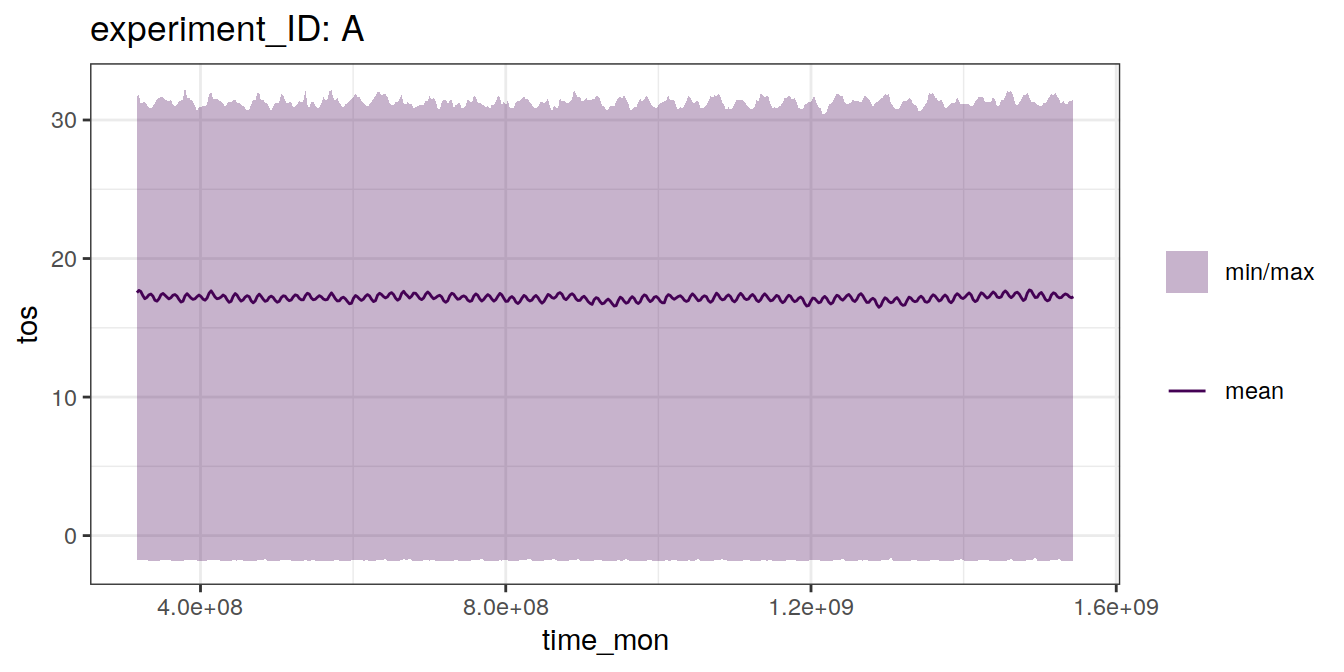 experiment_ID: A
30
20
10
0
tos
4.0e+08
8.0e+08
1.2e+09
1.6e+09
time_mon
min/max
mean